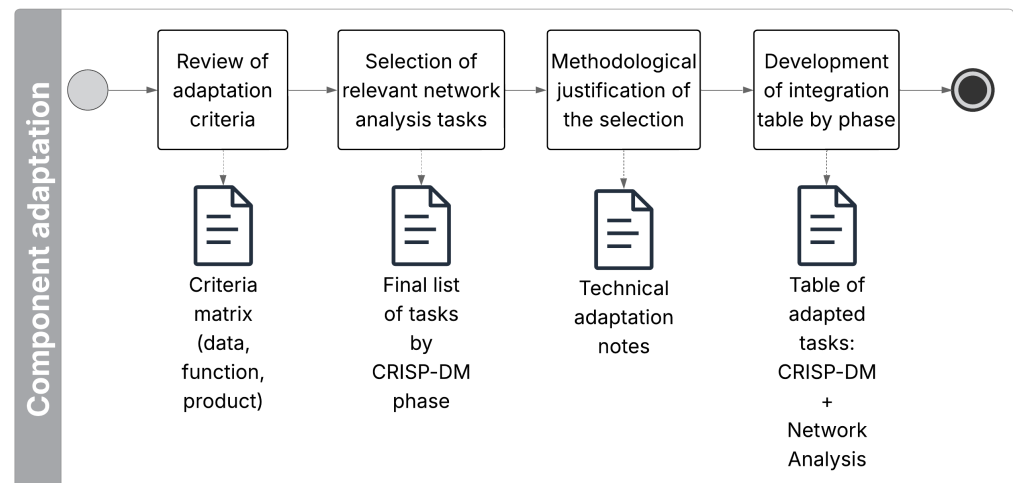 Component adaptation
Review of
adaptation
criteria
Selection of
relevant network
analysis tasks
Methodological
justification of
the selection
Development
of integration
table by phase
Criteria
matrix
(data,
function,
product)
Final list
of tasks
by
CRISP-DM
phase
Technical
adaptation
notes
Table of
adapted
tasks:
CRISP-DM
+
Network
Analysis